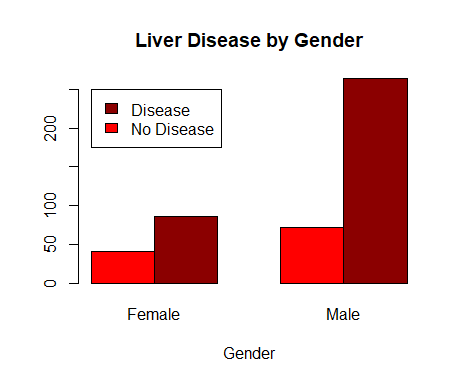 Liver Disease by Gender
Disease
No Disease
200
100
50
0
Female Male
Gender